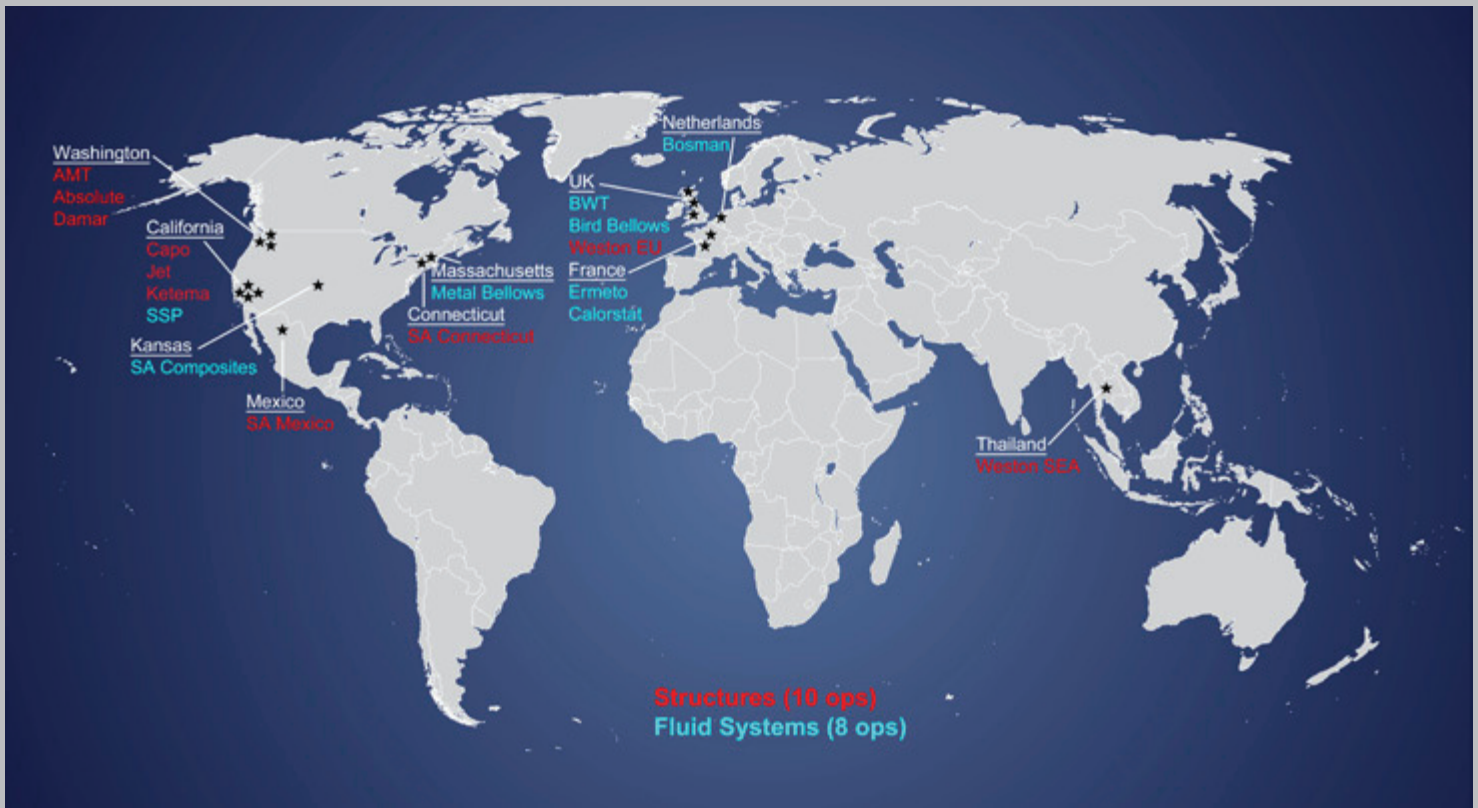 Washington
AMT
Absolute
Damar
California
Capo
Jet
Ketema
SSP
Kansas
SA Composites
Mexico
SA Mexico
Massachusetts
Metal Bellows
Connecticut
SA Connecticut
Netherlands
Bosman
UK
BWT
Bird Bellows
Weston EU
France
Ermeto
Calorstat
Thailand
Weston SEA
Structures (10 ops)
Fluid Systems (8 ops)